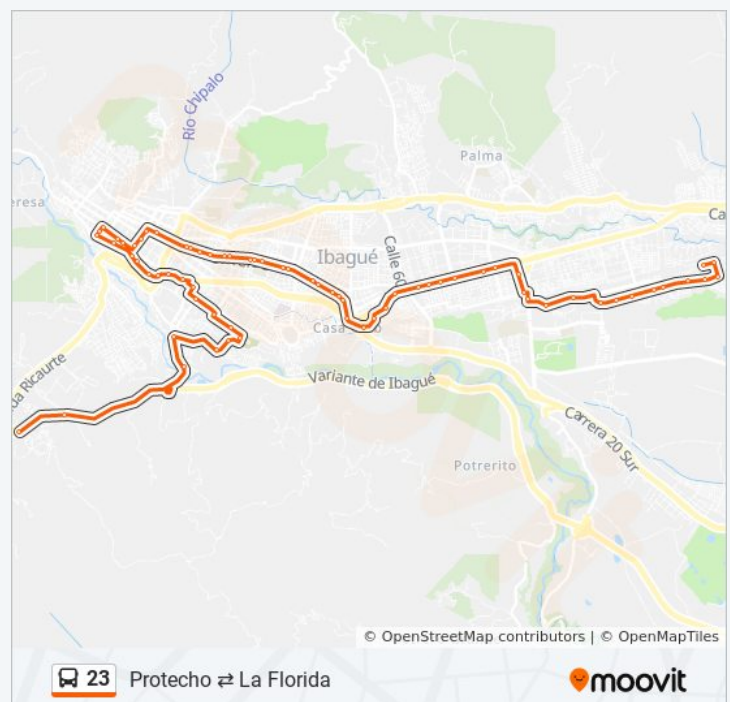 Río Chípalo
Palma
eresa
Ca
Ibagué
Calle 60
Casa
Variante de Ibagué
da Ricaurte
Carrera 20 Sur
Potrerito
© OpenStreetMap contributors | © OpenMapTiles
23 Protecho ⇄ La Florida
moovit